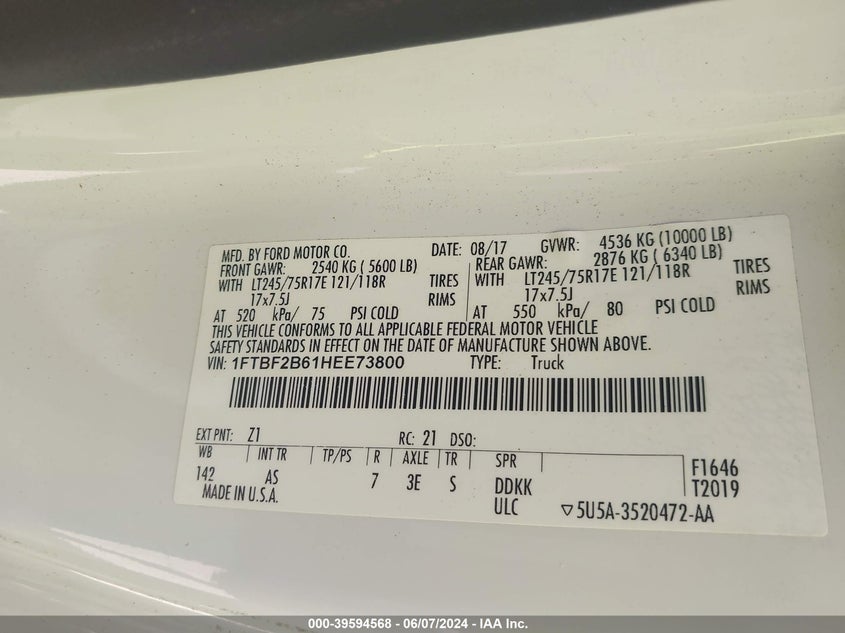 MFD. BY FORD MOTOR CO. DATE: 08/17 GVWR: 4536 KG (10000 LB)
FRONT GAWR: 2540 KG ( 5600 LB) REAR GAWR: 2876 KG ( 6340 LB)
WITH LT245/75R17E 121/118R TIRES WITH LT245/75R17E 121/118R TIRES
17x7.5J RIMS 17x7.5J RIMS
AT 520 kPa/ 75 PSI COLD AT 550 kPa/ 80 PSI COLD
THIS VEHICLE CONFORMS TO ALL APPLICABLE FEDERAL MOTOR VEHICLE
SAFETY STANDARDS IN EFFECT ON THE DATE OF MANUFACTURE SHOWN ABOVE.
VIN: 1FTBF2B61HEE73800 TYPE: Truck
EXT PNT: Z1 RC: 21 DSO:
WB INT TR TP/PS R AXLE TR SPR F1646
142 AS 7 3E S DDKK T2019
MADE IN U.S.A. ULC ▽5U5A-3520472-AA
000-39594568 - 06/07/2024 - IAA Inc.